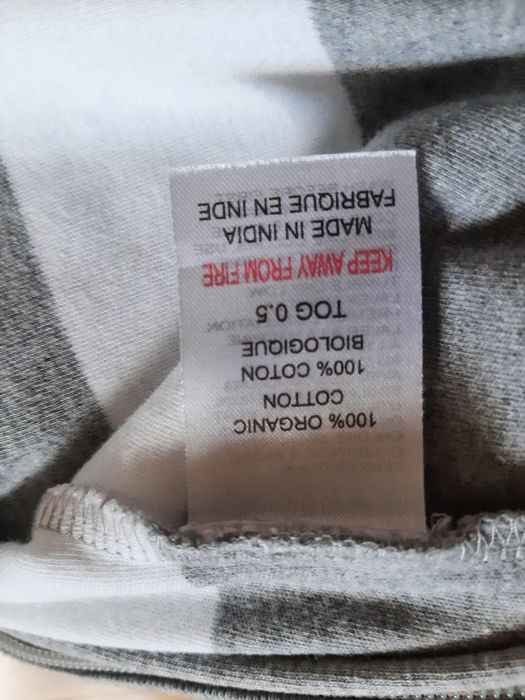 100% ORGANIC
COTTON
100% COTON
BIOLOGIQUE
TOG 0.5
KEEP AWAY FROM FIRE
MADE IN INDIA
FABRIQUE EN INDE